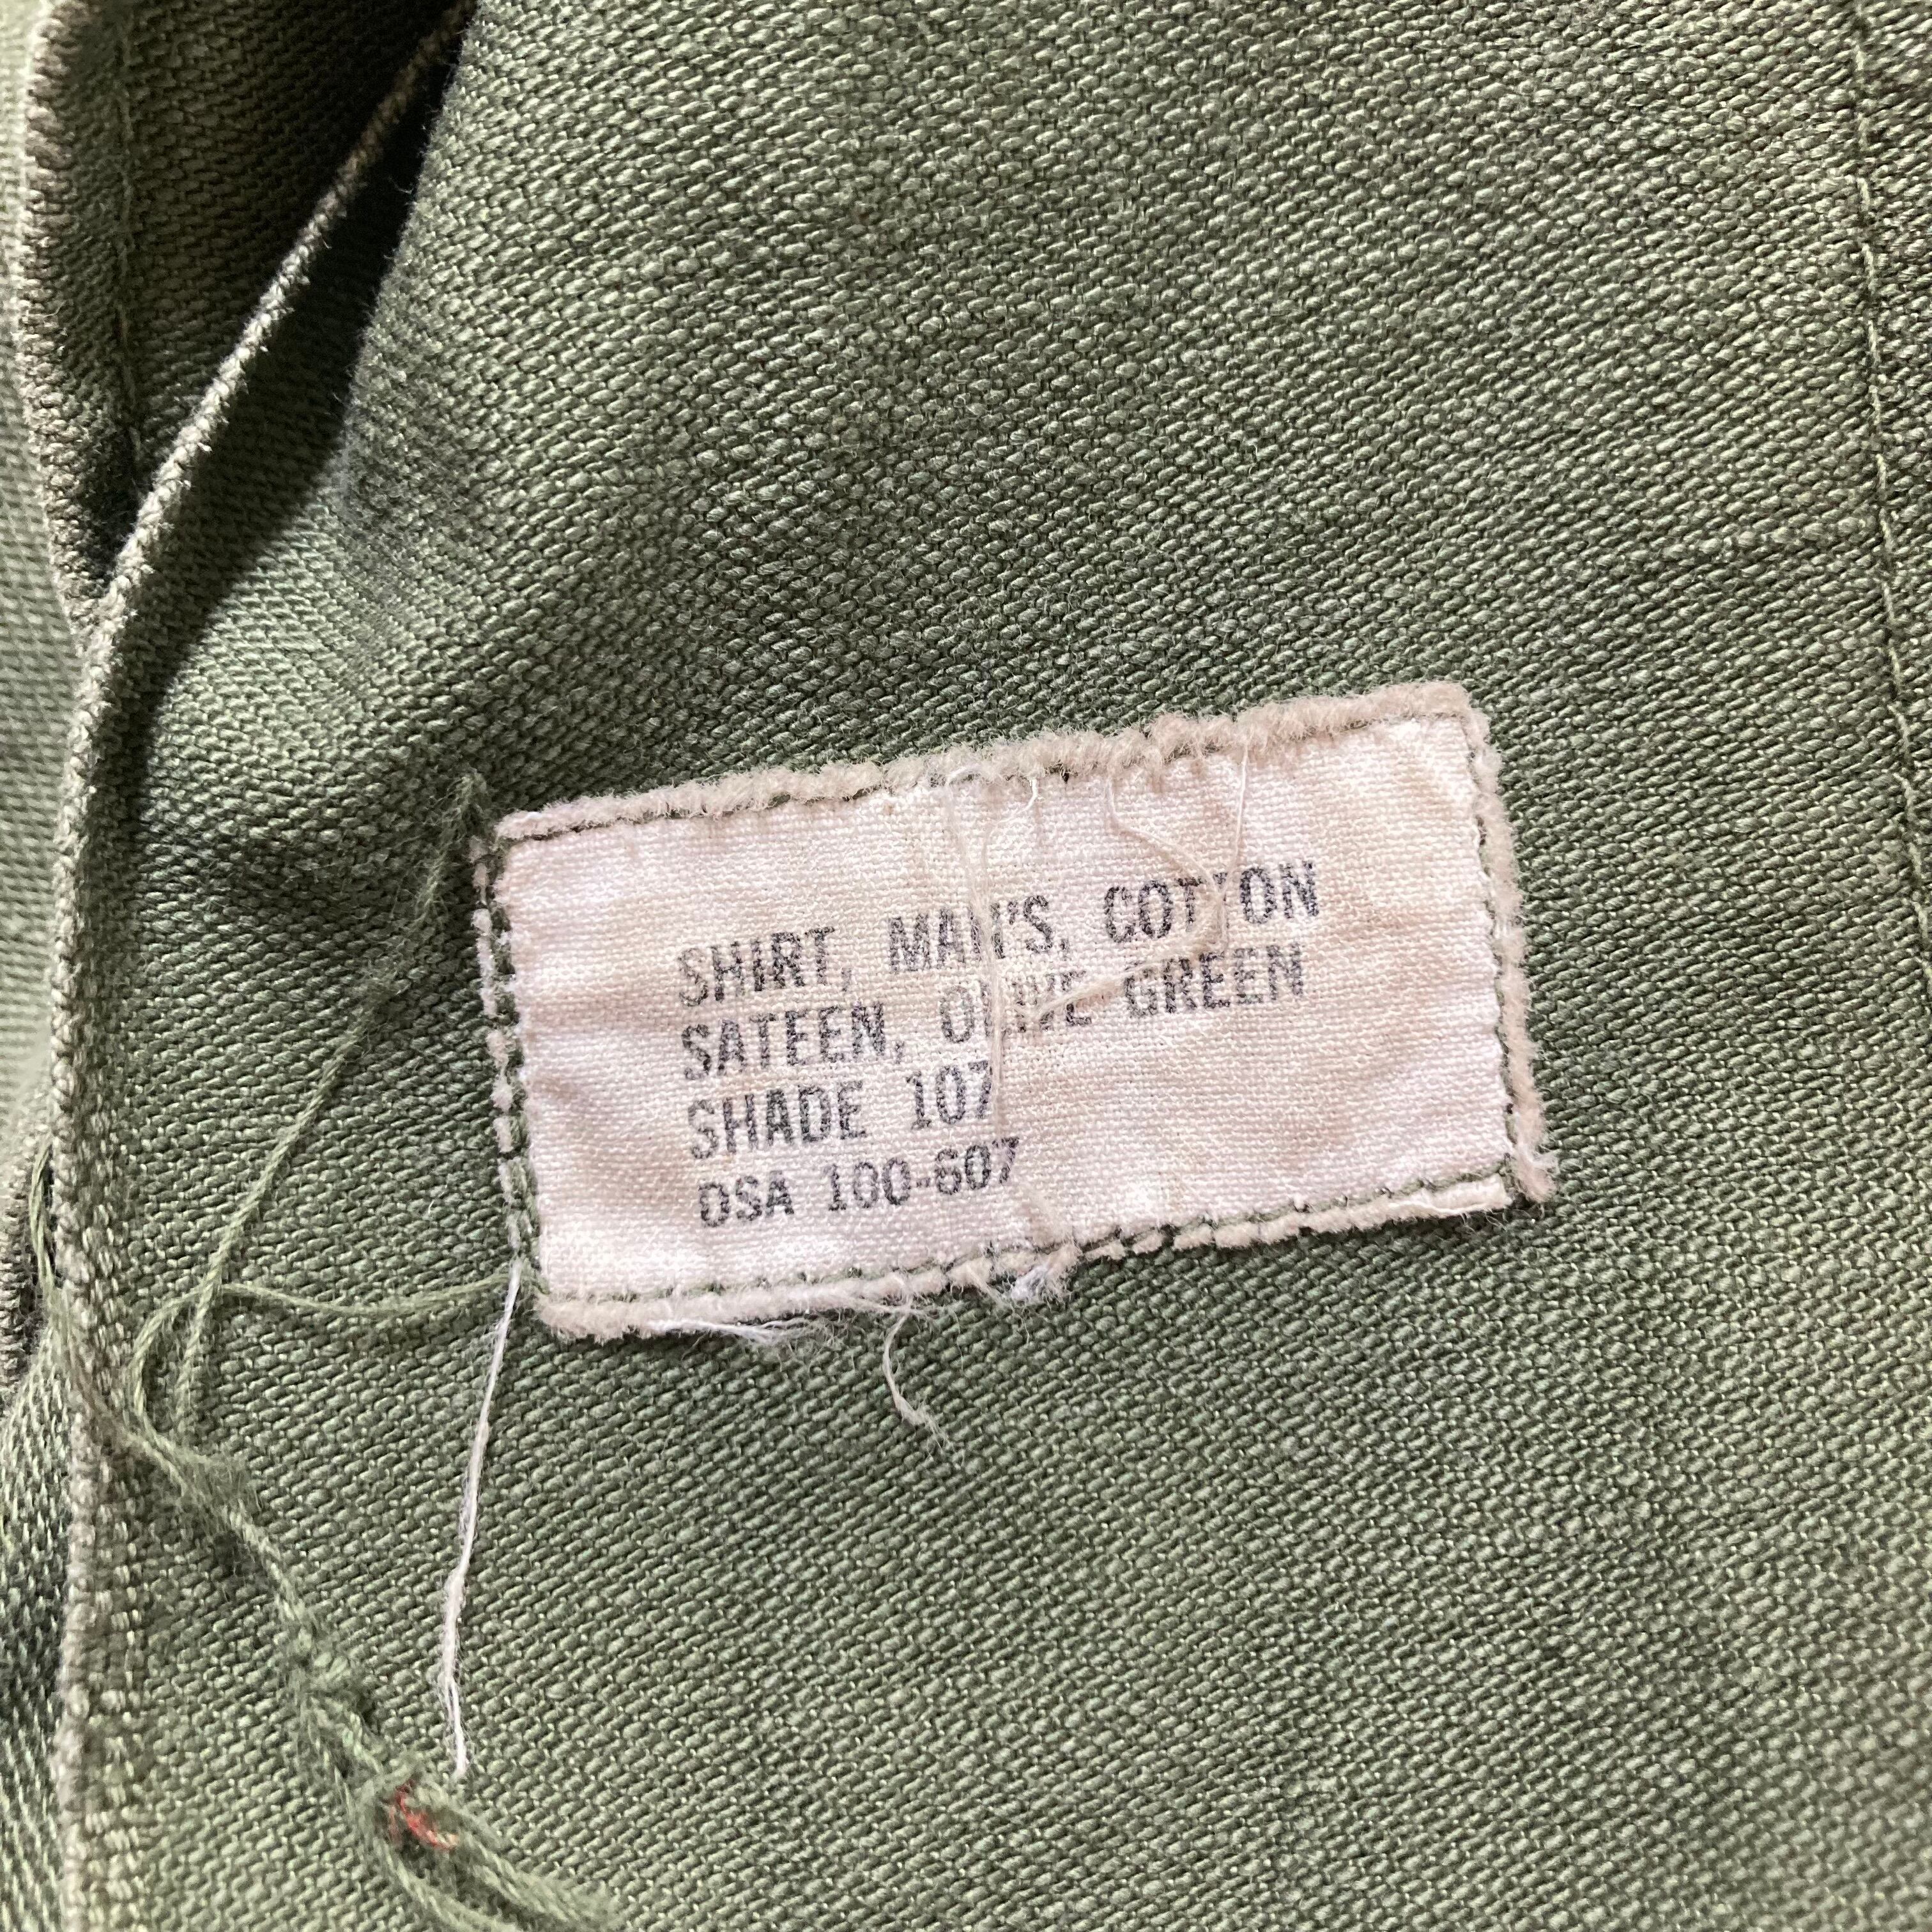 SHIRT, MAN'S, COTTON
SATEEN, OLIVE GREEN
SHADE 107
DSA 100-607